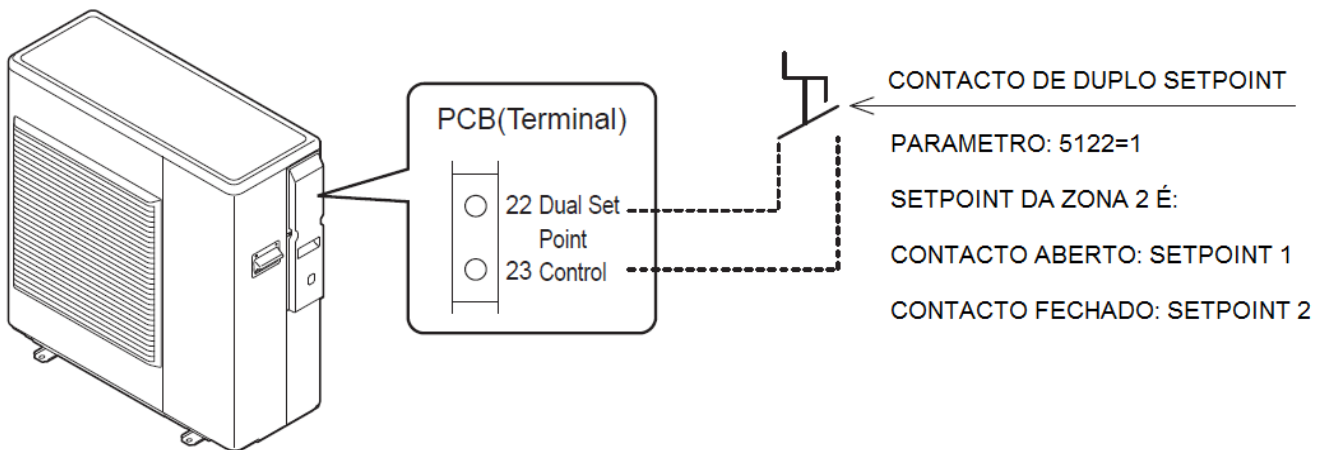 PCB(Terminal)
22 Dual Set
Point
23 Control
CONTACTO DE DUPLO SETPOINT
PARAMETRO: 5122=1
SETPOINT DA ZONA 2 É:
CONTACTO ABERTO: SETPOINT 1
CONTACTO FECHADO: SETPOINT 2